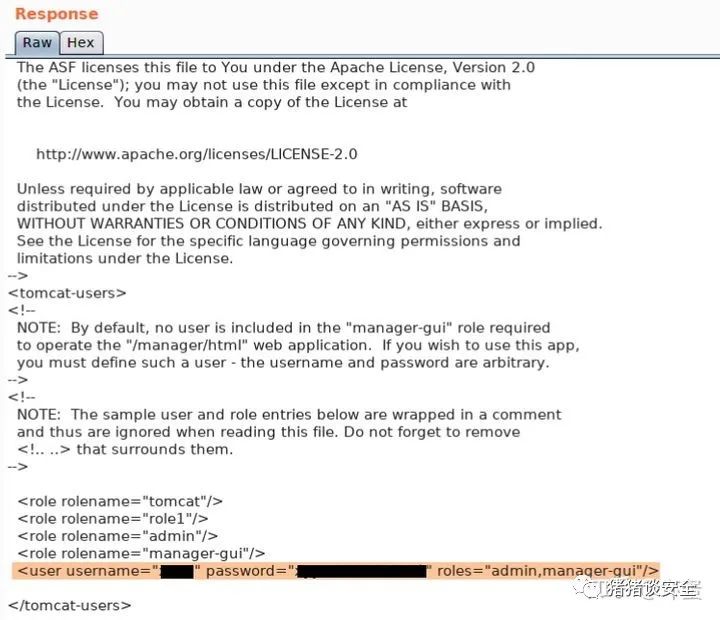 Response
Raw Hex
The ASF licenses this file to You under the Apache License, Version 2.0
(the "License"); you may not use this file except in compliance with
the License.  You may obtain a copy of the License at
http://www.apache.org/licenses/LICENSE-2.0
Unless required by applicable law or agreed to in writing, software
distributed under the License is distributed on an "AS IS" BASIS,
WITHOUT WARRANTIES OR CONDITIONS OF ANY KIND, either express or implied.
See the License for the specific language governing permissions and
limitations under the License.
-->
<tomcat-users>
<!--
NOTE:  By default, no user is included in the "manager-gui" role required
to operate the "/manager/html" web application.  If you wish to use this app,
you must define such a user - the username and password are arbitrary.
-->
<!--
NOTE:  The sample user and role entries below are wrapped in a comment
and thus are ignored when reading this file. Do not forget to remove
<!.. ..> that surrounds them.
-->
<role rolename="tomcat"/>
<role rolename="role1"/>
<role rolename="admin"/>
<role rolename="manager-gui"/>
<user username="" password="" roles="admin,manager-gui"/>
猪猪谈安全
</tomcat-users>